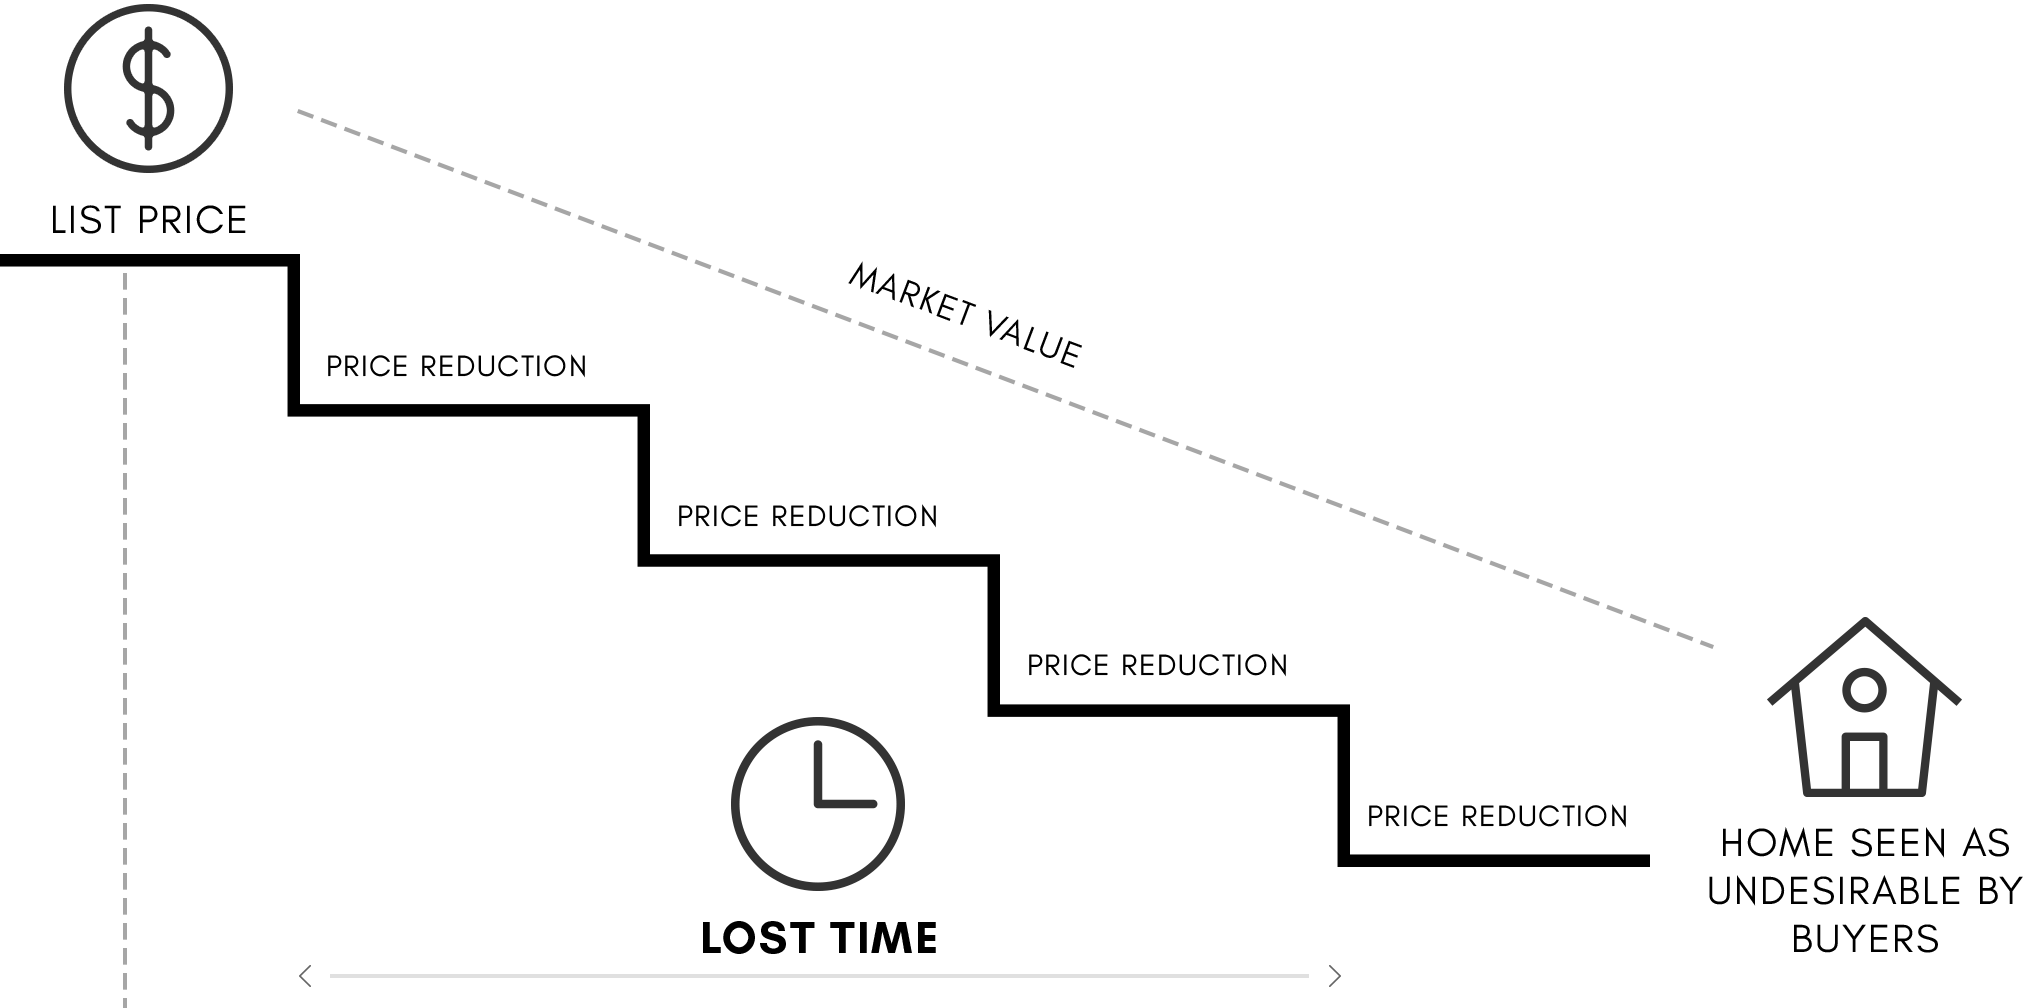 LIST PRICE
MARKET VALUE
PRICE REDUCTION
PRICE REDUCTION
PRICE REDUCTION
PRICE REDUCTION
HOME SEEN AS
UNDESIRABLE BY
BUYERS
LOST TIME